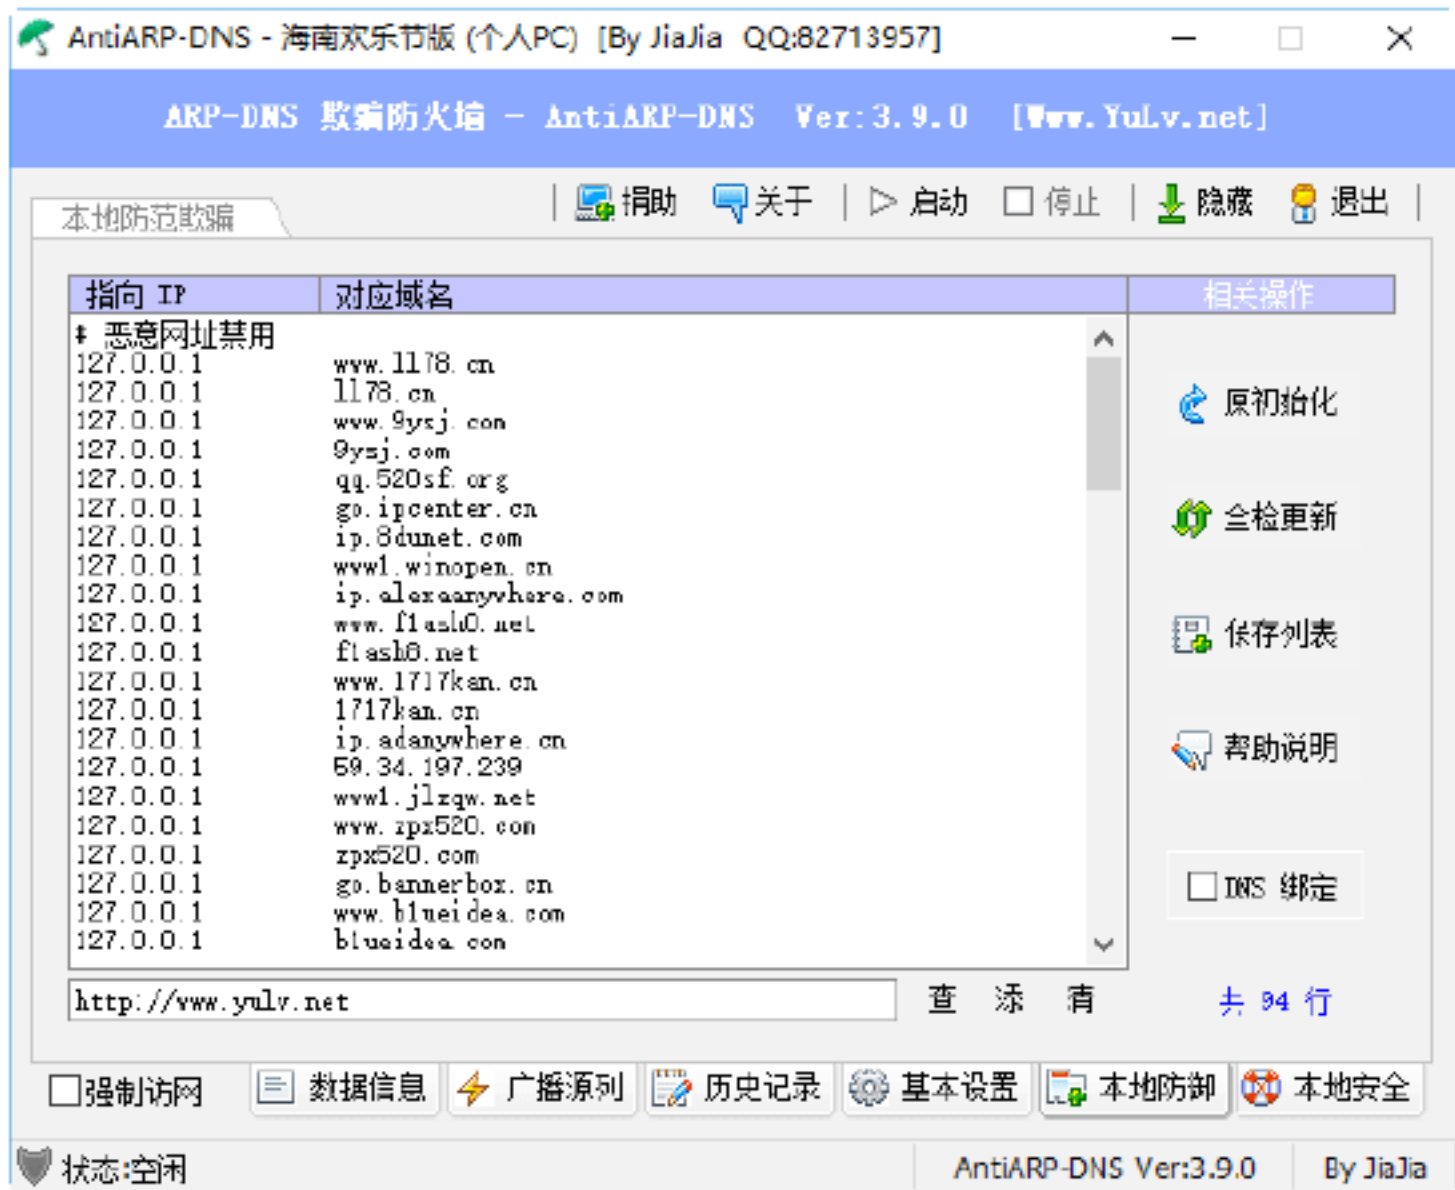 AntiARP-DNS - 海南欢乐节版 (个人PC) [By JiaJia QQ:82713957]
ARP-DNS 欺骗防火墙 - AntiARP-DNS Ver:3.9.0 [Www.YuLv.net]
捐助 关于 启动 停止 隐藏 退出
本地防范欺骗
指向 IP 对应域名 相关操作
# 恶意网址禁用
127.0.0.1 www.ll78.cn
127.0.0.1 ll78.cn
127.0.0.1 www.9ysj.com
127.0.0.1 9ysj.com
127.0.0.1 qq.520sf.org
127.0.0.1 go.ipcenter.cn
127.0.0.1 ip.8dunet.com
127.0.0.1 www1.winopen.cn
127.0.0.1 ip.alexaanywhere.com
127.0.0.1
127.0.0.1
127.0.0.1 www.1717kan.cn
127.0.0.1 1717kan.cn
127.0.0.1 ip.adanywhere.cn
127.0.0.1 59.34.197.239
127.0.0.1 www1.jlzqw.net
127.0.0.1 www.zpx520.com
127.0.0.1 zpx520.com
127.0.0.1 go.bannerbox.cn
127.0.0.1 www.blueidea.com
127.0.0.1 blueidea.com
原初始化
全检更新
保存列表
帮助说明
DNS 绑定
http://www.yulv.net 查 添 清 共 94 行
强制访网 数据信息 广播源列 历史记录 基本设置 本地防御 本地安全
状态:空闲 AntiARP-DNS Ver:3.9.0 By JiaJia